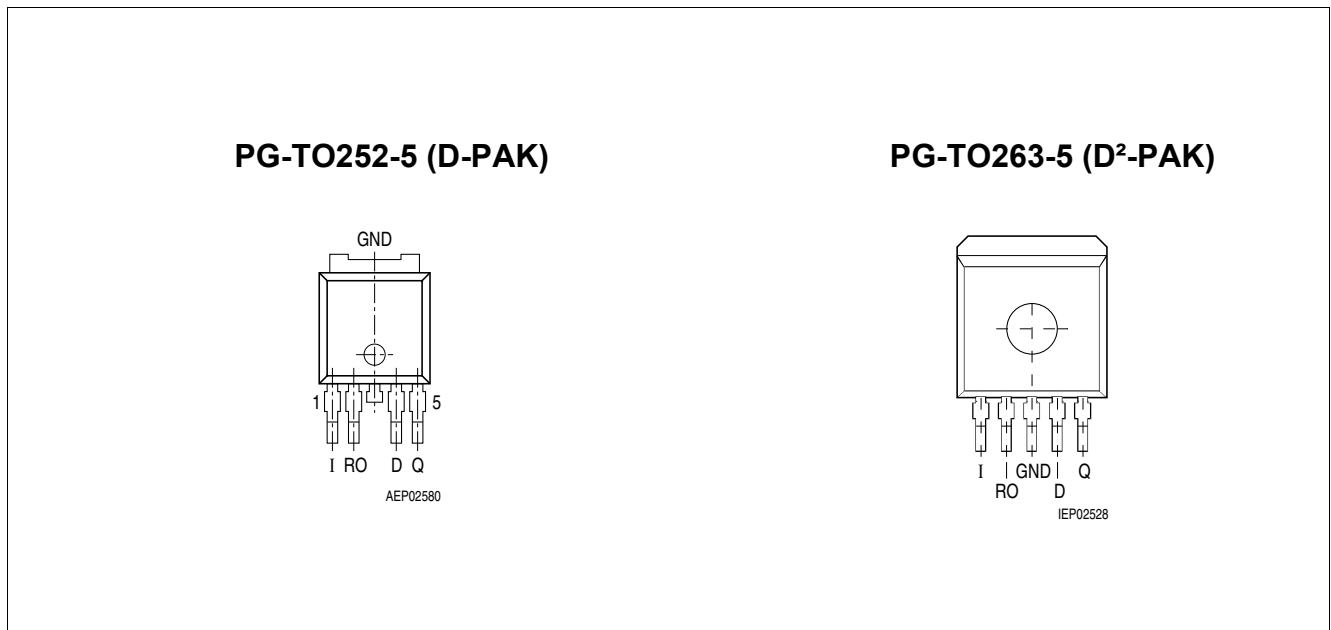 PG-TO252-5 (D-PAK)
GND
1 5
I RO D Q
AEP02580
PG-TO263-5 (D²-PAK)
I GND Q
RO D
IEP02528